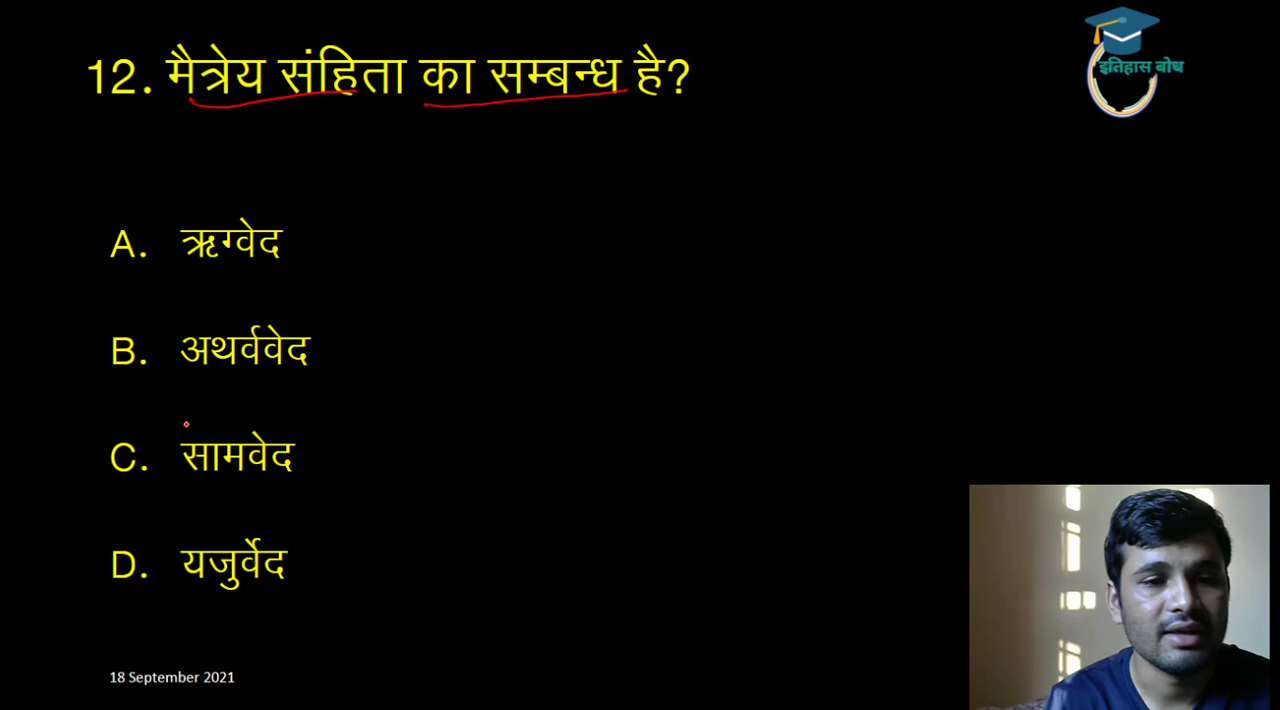 12. मैत्रेय संहिता का सम्बन्ध है?
इतिहास बोध
A. ऋग्वेद
B. अथर्ववेद
C. सामवेद
D. यजुर्वेद
18 September 2021